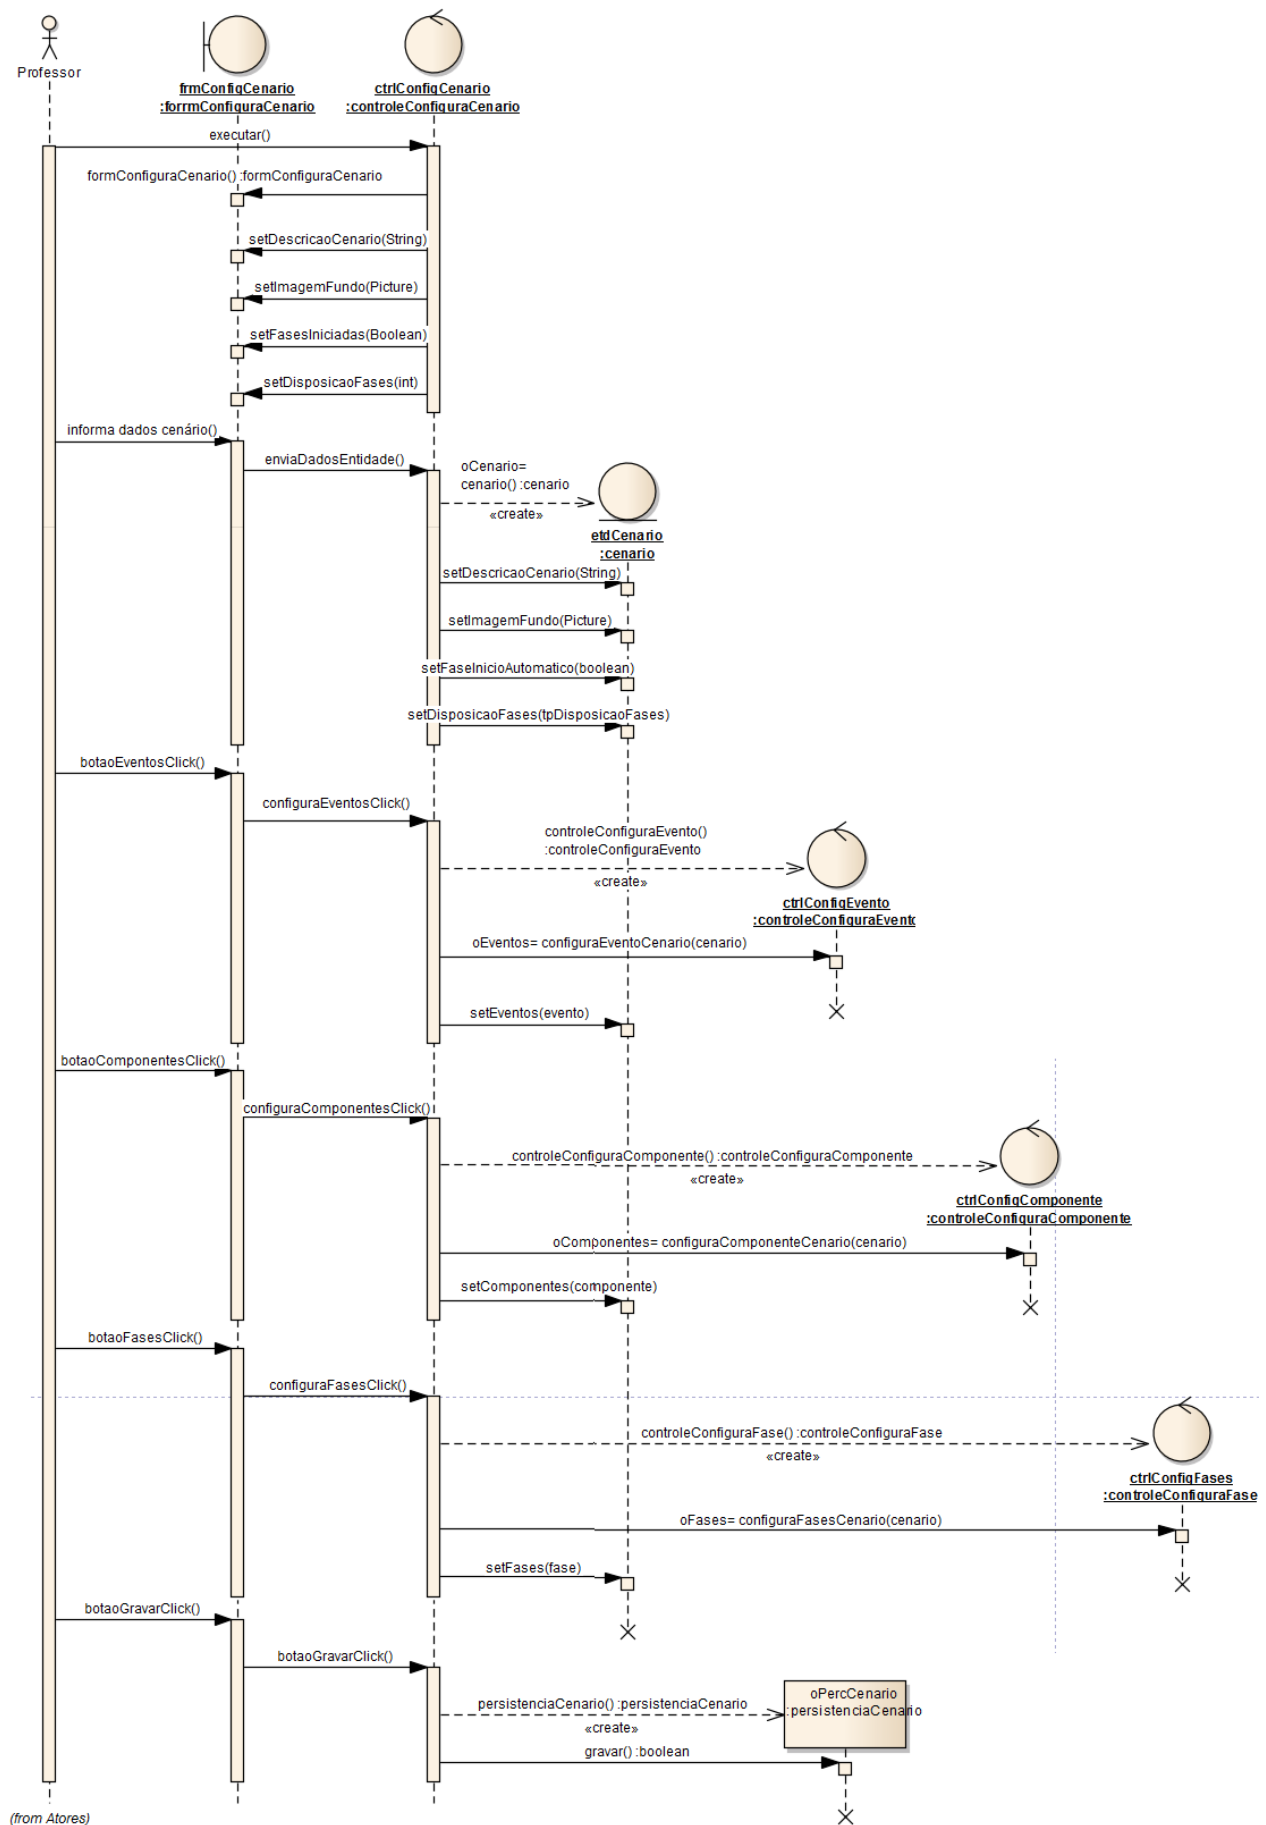 Professor
frmConfigCenario
:forrmConfiguraCenario
ctrlConfigCenario
:controleConfiguraCenario
executar()
formConfiguraCenario() :formConfiguraCenario
setDescricaoCenario(String)
setImagemFundo(Picture)
setFasesIniciadas(Boolean)
setDisposicaoFases(int)
informa dados cenário()
enviaDadosEntidade()
oCenario=
cenario() :cenario
«create»
etdCenario
:cenario
setDescricaoCenario(String)
setImagemFundo(Picture)
setFaseInicioAutomatico(boolean)
setDisposicaoFases(tpDisposicaoFases)
botaoEventosClick()
configuraEventosClick()
controleConfiguraEvento()
:controleConfiguraEvento
«create»
ctrlConfigEvento
:controleConfiguraEvento
oEventos= configuraEventoCenario(cenario)
setEventos(evento)
botaoComponentesClick()
configuraComponentesClick()
controleConfiguraComponente() :controleConfiguraComponente
«create»
ctrlConfigComponente
:controleConfiguraComponente
oComponentes= configuraComponenteCenario(cenario)
setComponentes(componente)
botaoFasesClick()
configuraFasesClick()
controleConfiguraFase() :controleConfiguraFase
«create»
ctrlConfigFases
:controleConfiguraFase
oFases= configuraFasesCenario(cenario)
setFases(fase)
botaoGravarClick()
botaoGravarClick()
persistenciaCenario() :persistenciaCenario
«create»
oPercCenario
:persistenciaCenario
gravar() :boolean
(from Atores)